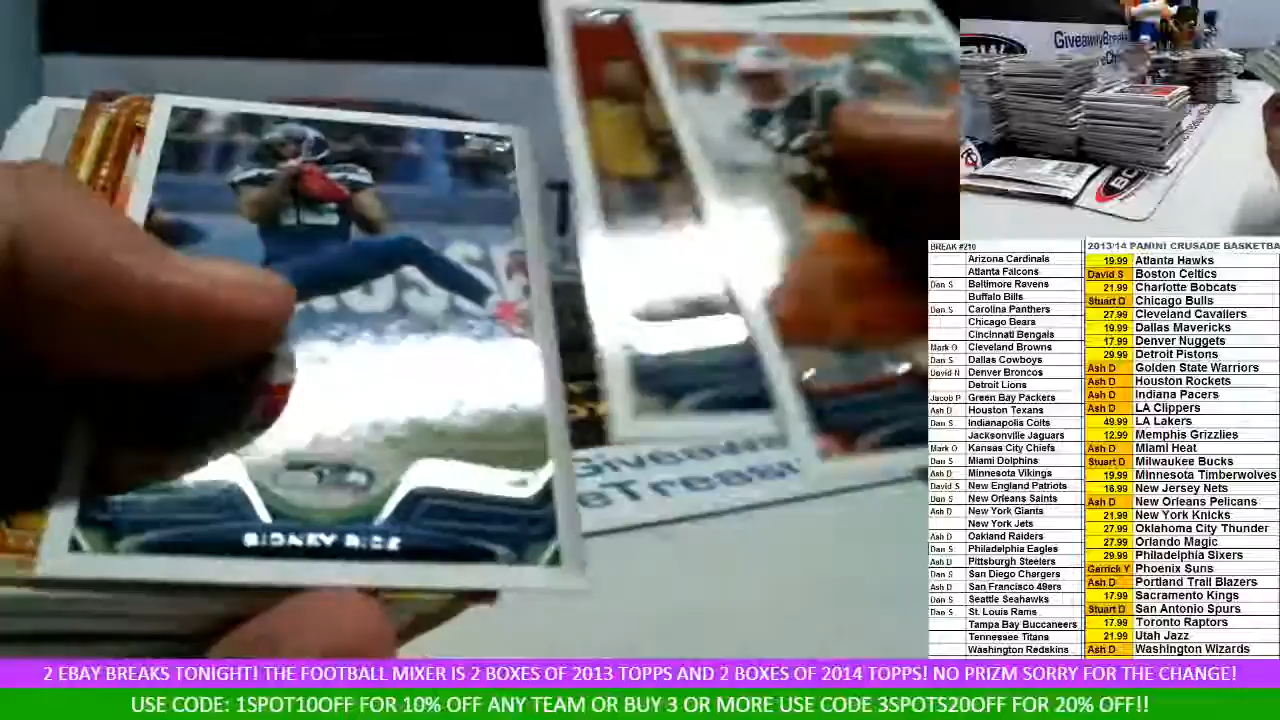 SIDNEY RICE
Giveaway
eTreas
GiveawayBre
BREAK #210
Arizona Cardinals
Atlanta Falcons
Dan S Baltimore Ravens
Buffalo Bills
Dan S Carolina Panthers
Chicago Bears
Cincinnati Bengals
Mark O Cleveland Browns
Dan S Dallas Cowboys
David N Denver Broncos
Detroit Lions
Jacob P Green Bay Packers
Ash D Houston Texans
Dan S Indianapolis Colts
Jacksonville Jaguars
Mark O Kansas City Chiefs
Dan S Miami Dolphins
Ash D Minnesota Vikings
David S New England Patriots
Dan S New Orleans Saints
Ash D New York Giants
New York Jets
Ash D Oakland Raiders
Dan S Philadelphia Eagles
Ash D Pittsburgh Steelers
Dan S San Diego Chargers
Ash D San Francisco 49ers
Dan S Seattle Seahawks
Dan S St. Louis Rams
Tampa Bay Buccaneers
Tennessee Titans
Washington Redskins
2013/14 PANINI CRUSADE BASKETBA
19.99 Atlanta Hawks
David S Boston Celtics
21.99 Charlotte Bobcats
Stuart D Chicago Bulls
27.99 Cleveland Cavaliers
19.99 Dallas Mavericks
17.99 Denver Nuggets
29.99 Detroit Pistons
Ash D Golden State Warriors
Ash D Houston Rockets
Ash D Indiana Pacers
Ash D LA Clippers
49.99 LA Lakers
12.99 Memphis Grizzlies
Ash D Miami Heat
Stuart D Milwaukee Bucks
19.99 Minnesota Timberwolves
16.99 New Jersey Nets
Ash D New Orleans Pelicans
21.99 New York Knicks
27.99 Oklahoma City Thunder
27.99 Orlando Magic
29.99 Philadelphia Sixers
Garrick Y Phoenix Suns
Ash D Portland Trail Blazers
17.99 Sacramento Kings
Stuart D San Antonio Spurs
17.99 Toronto Raptors
21.99 Utah Jazz
Ash D Washington Wizards
2 EBAY BREAKS TONIGHT! THE FOOTBALL MIXER IS 2 BOXES OF 2013 TOPPS AND 2 BOXES OF 2014 TOPPS! NO PRIZM SORRY FOR THE CHANGE!
USE CODE: 1SPOT10OFF FOR 10% OFF ANY TEAM OR BUY 3 OR MORE USE CODE 3SPOTS20OFF FOR 20% OFF!!